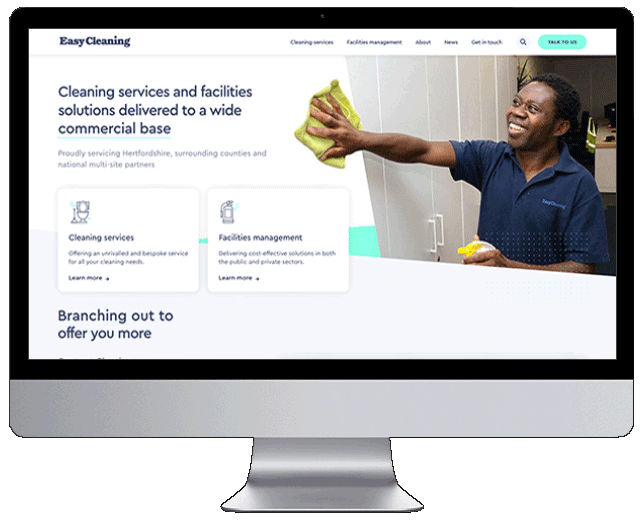 EasyCleaning
Cleaning services Facilities management About News Get in touch TALK TO US
Cleaning services and facilities
solutions delivered to a wide
commercial base
Proudly servicing Hertfordshire, surrounding counties and
national multi-site partners
EasyCleaning
Cleaning services
Offering an unrivalled and bespoke service
for all your cleaning needs.
Learn more →
Facilities management
Delivering cost-effective solutions in both
the public and private sectors.
Learn more →
Branching out to
offer you more